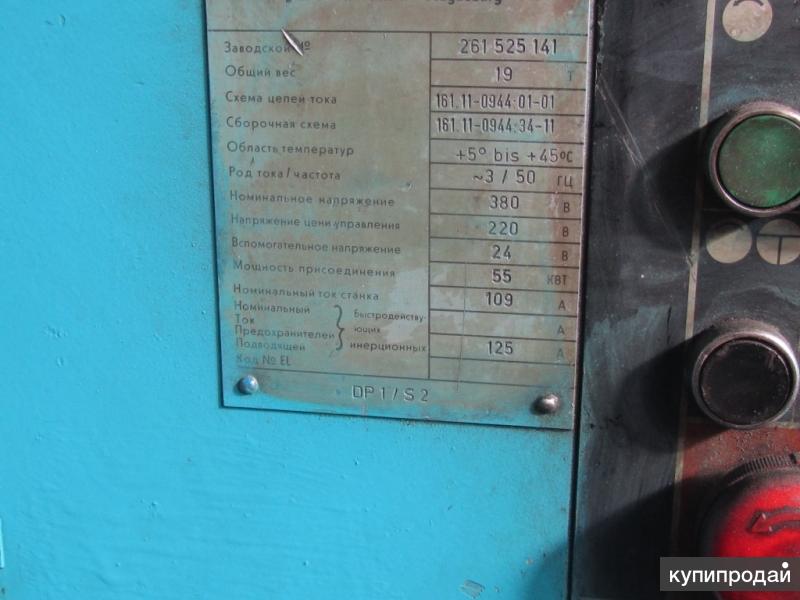 Заводской № 261 525 141
Общий вес 19 т
Схема цепей тока 161.11-0944:01-01
Сборочная схема 161.11-0944:34-11
Область температур +5° bis +45°C
Род тока / частота ~3 / 50 ГЦ
Номинальное напряжение 380 В
Напряжение цепи управления 220 В
Вспомогательное напряжение 24 В
Мощность присоединения 55 КВТ
Номинальный ток станка 109 А
Номинальный
Ток Быстродейству-
ющих А
Предохранителей
Подводящей инерционных 125 А
Код № EL
DP 1 / S 2
купипродай